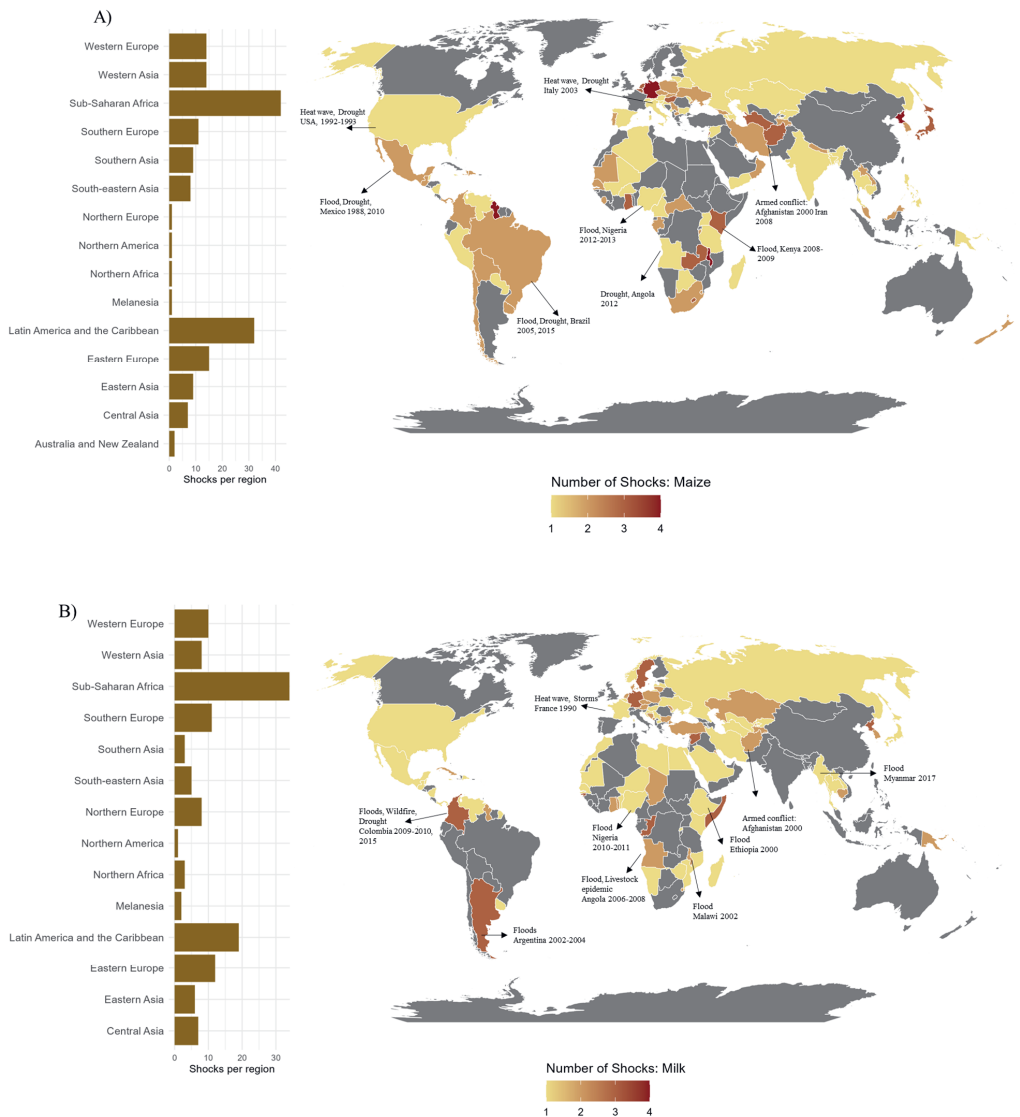 A)
Western Europe
Western Asia
Sub-Saharan Africa
Southern Europe
Southern Asia
South-eastern Asia
Northern Europe
Northern America
Northern Africa
Melanesia
Latin America and the Caribbean
Eastern Europe
Eastern Asia
Central Asia
Australia and New Zealand
0 10 20 30 40
Shocks per region
Heat wave, Drought
Italy 2003
Heat wave, Drought
USA, 1992-1993
Flood, Drought,
Mexico 1988, 2010
Flood, Nigeria
2012-2013
Armed conflict:
Afghanistan 2000 Iran
2008
Flood, Kenya 2008-
2009
Drought, Angola
2012
Flood, Drought, Brazil
2005, 2015
Number of Shocks: Maize
1 2 3 4
B)
Western Europe
Western Asia
Sub-Saharan Africa
Southern Europe
Southern Asia
South-eastern Asia
Northern Europe
Northern America
Northern Africa
Melanesia
Latin America and the Caribbean
Eastern Europe
Eastern Asia
Central Asia
0 10 20 30
Shocks per region
Heat wave, Storms
France 1990
Flood
Myanmar 2017
Floods, Wildfire,
Drought
Colombia 2009-2010,
2015
Flood
Nigeria
2010-2011
Armed conflict:
Afghanistan 2000
Flood
Ethiopia 2000
Flood, Livestock
epidemic
Angola 2006-2008
Flood
Malawi 2002
Floods
Argentina 2002-2004
Number of Shocks: Milk
1 2 3 4